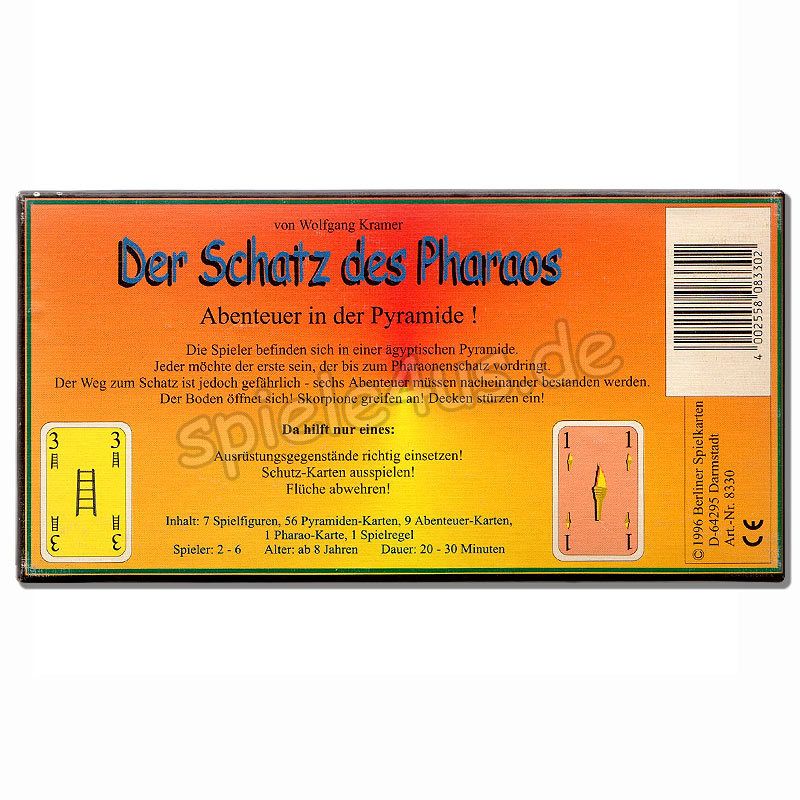 von Wolfgang Kramer
Der Schatz des Pharaos
Abenteuer in der Pyramide !
Die Spieler befinden sich in einer ägyptischen Pyramide.
Jeder möchte der erste sein, der bis zum Pharaonenschatz vordringt.
Der Weg zum Schatz ist jedoch gefährlich - sechs Abenteuer müssen nacheinander bestanden werden.
Der Boden öffnet sich! Skorpione greifen an! Decken stürzen ein!
Da hilft nur eines:
Ausrüstungsgegenstände richtig einsetzen!
Schutz-Karten ausspielen!
Flüche abwehren!
Inhalt: 7 Spielfiguren, 56 Pyramiden-Karten, 9 Abenteuer-Karten,
1 Pharao-Karte, 1 Spielregel
Spieler: 2 - 6 Alter: ab 8 Jahren Dauer: 20 - 30 Minuten
3 3
3 3
1 1
1 1
4 002558 083302
© 1996 Berliner Spielkarten
D-64295 Darmstadt
Art.-Nr. 8330
CE
spiele4us.de